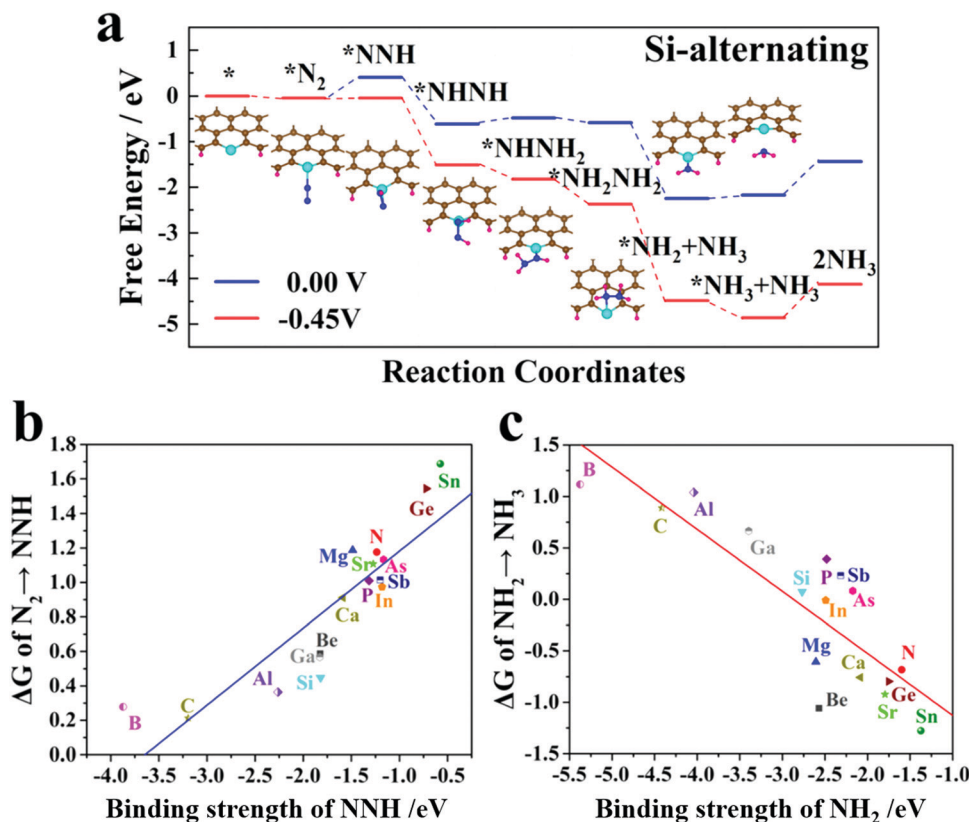 a
Si-alternating
Free Energy / eV
1
0
-1
-2
-3
-4
-5
*
*N₂
*NNH
*NHNH
*NHNH₂
*NH₂NH₂
*NH₂+NH₃
*NH₃+NH₃
2NH₃
0.00 V
-0.45V
Reaction Coordinates
b
ΔG of N₂→NNH
1.8
1.6
1.4
1.2
1.0
0.8
0.6
0.4
0.2
0.0
Sn
Ge
N
Mg
Sr
As
Sb
P
In
Ca
Be
Ga
Al
Si
C
B
-4.0 -3.5 -3.0 -2.5 -2.0 -1.5 -1.0 -0.5
Binding strength of NNH /eV
c
ΔG of NH₂→ NH₃
1.5
1.0
0.5
0.0
-0.5
-1.0
-1.5
B
Al
C
Ga
P
Sb
Si
As
In
Mg
Ca
N
Ge
Be
Sr
Sn
-5.5 -5.0 -4.5 -4.0 -3.5 -3.0 -2.5 -2.0 -1.5 -1.0
Binding strength of NH₂ /eV